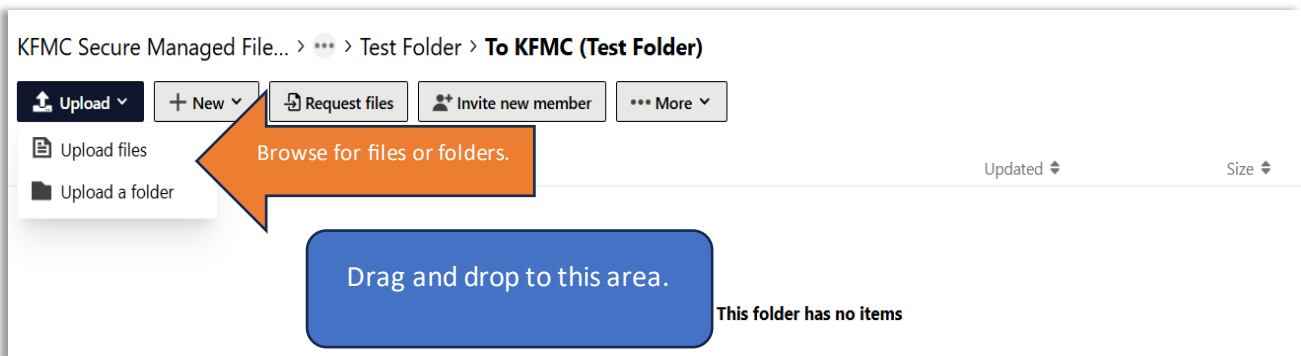 KFMC Secure Managed File... > ••• > Test Folder > To KFMC (Test Folder)
Upload + New Request files Invite new member ••• More
Upload files
Upload a folder
Browse for files or folders.
Updated Size
Drag and drop to this area.
This folder has no items